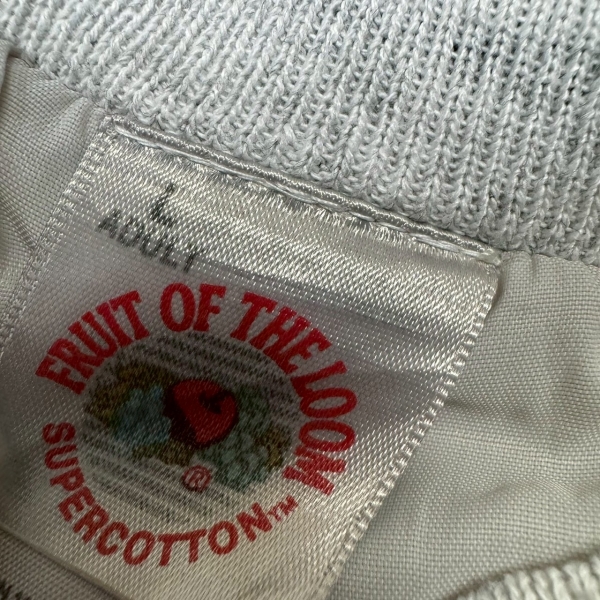 L
ADULT
FRUIT OF THE LOOM
®
SUPERCOTTON™